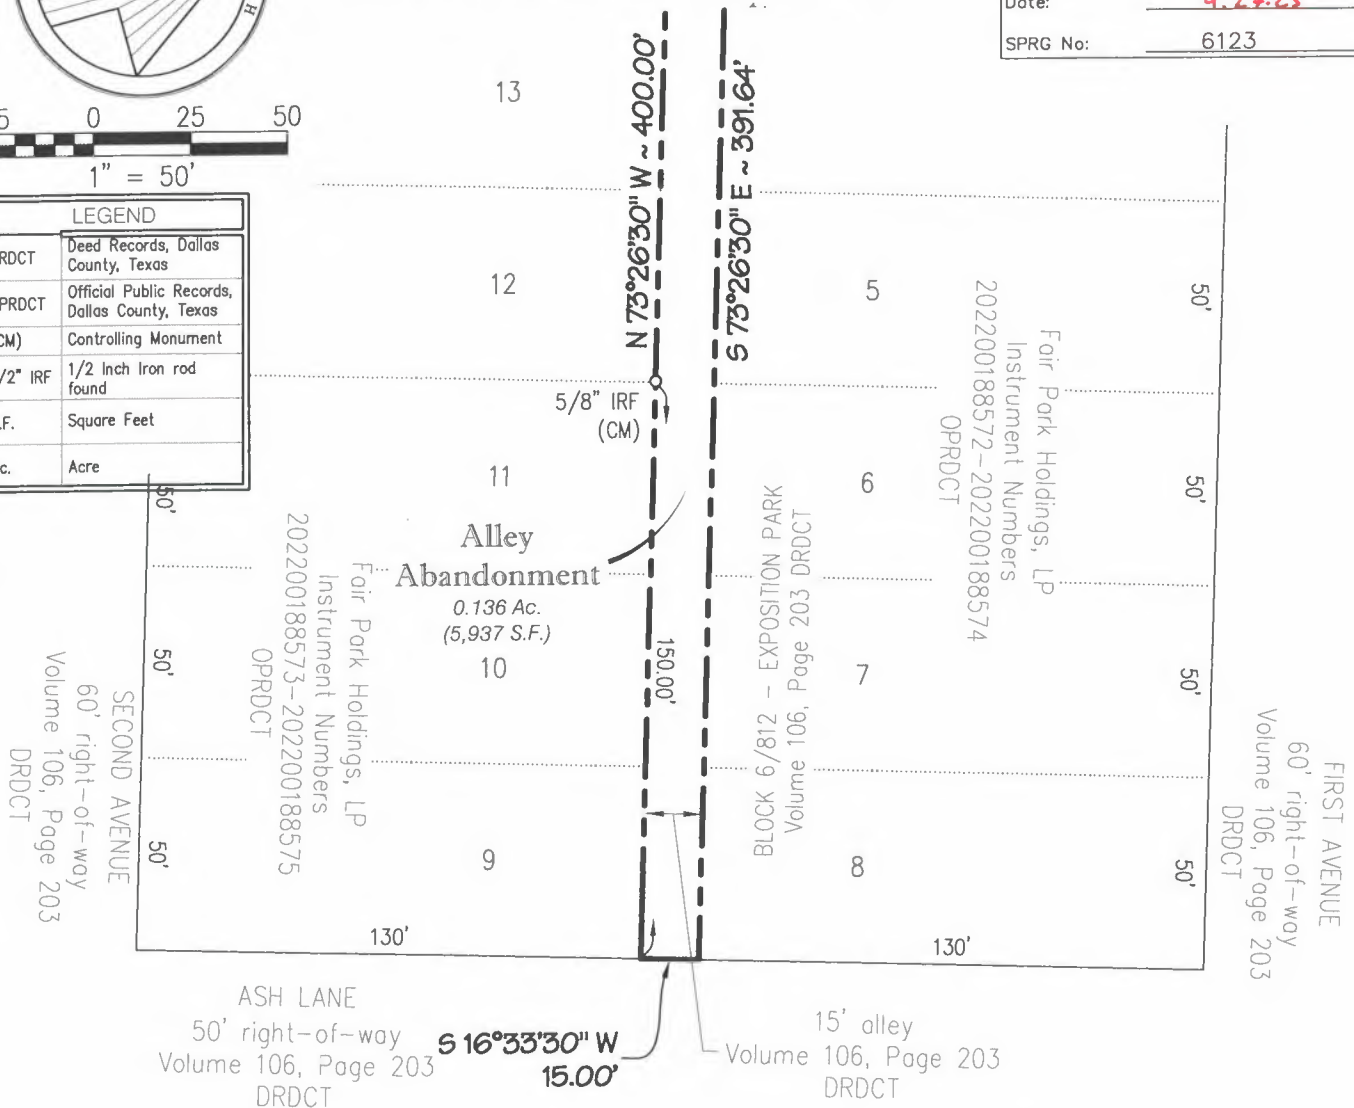 H
Date:
9.27.23
SPRG No: 6123
5 0 25 50
1" = 50'
LEGEND
RDCT Deed Records, Dallas
County, Texas
PRDCT Official Public Records,
Dallas County, Texas
CM) Controlling Monument
/2" IRF 1/2 Inch Iron rod
found
.F. Square Feet
c. Acre
13
12
11
10
9
5
6
7
8
N 73°26'30" W ~ 400.00'
S 73°26'30" E ~ 391.64'
5/8" IRF
(CM)
Alley
Abandonment
0.136 Ac.
(5,937 S.F.)
150.00'
Fair Park Holdings, LP
Instrument Numbers
202200188573-202200188575
OPRDCT
BLOCK 6/812 - EXPOSITION PARK
Volume 106, Page 203 DRDCT
Fair Park Holdings, LP
Instrument Numbers
202200188572-202200188574
OPRDCT
50'
50'
50'
50'
50'
50'
50'
SECOND AVENUE
60' right-of-way
Volume 106, Page 203
DRDCT
FIRST AVENUE
60' right-of-way
Volume 106, Page 203
DRDCT
130'
130'
ASH LANE
50' right-of-way
Volume 106, Page 203
DRDCT
S 16°33'30" W
15.00'
15' alley
Volume 106, Page 203
DRDCT